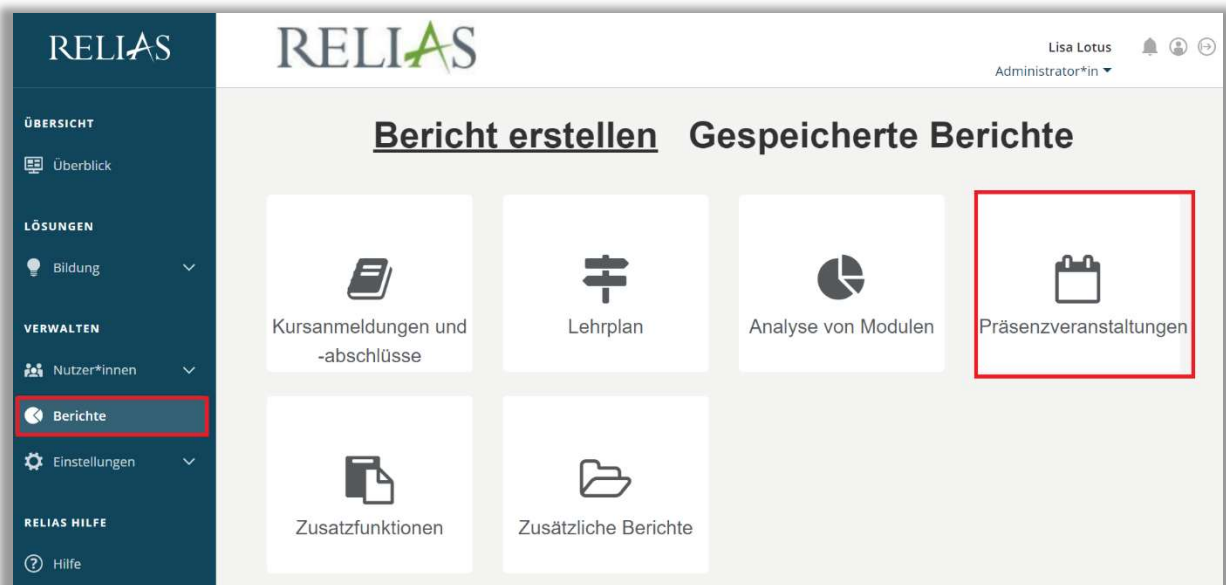 RELIAS
RELIAS
Lisa Lotus
Administrator*in
ÜBERSICHT
Überblick
LÖSUNGEN
Bildung
VERWALTEN
Nutzer*innen
Berichte
Einstellungen
RELIAS HILFE
Hilfe
Bericht erstellen Gespeicherte Berichte
Kursanmeldungen und
-abschlüsse
Lehrplan
Analyse von Modulen
Präsenzveranstaltungen
Zusatzfunktionen
Zusätzliche Berichte